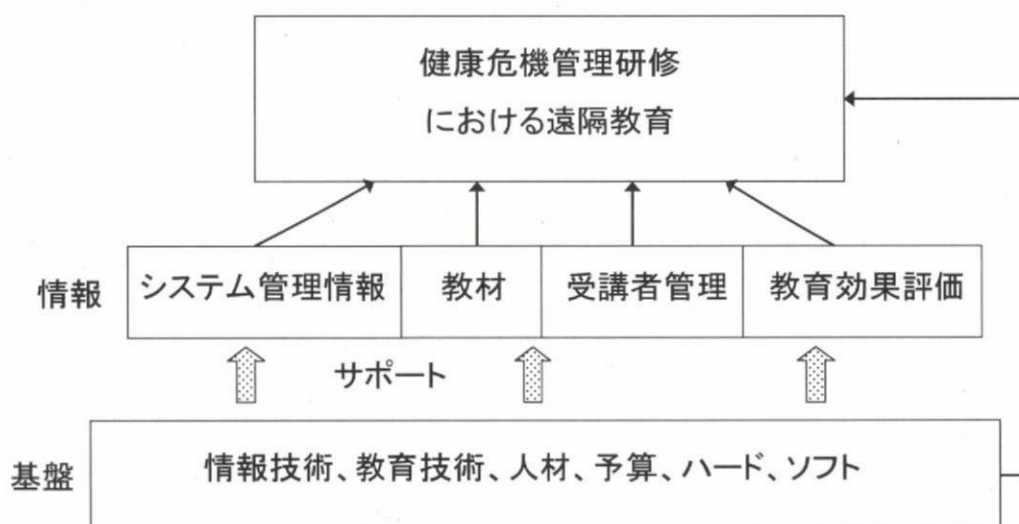 健康危機管理研修
における遠隔教育
情報
システム管理情報
教材
受講者管理
教育効果評価
サポート
基盤
情報技術、教育技術、人材、予算、ハード、ソフト